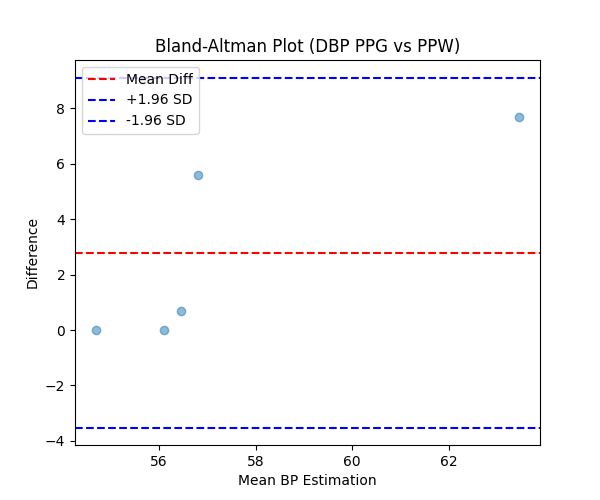 Bland-Altman Plot (DBP PPG vs PPW)
Mean Diff
+1.96 SD
-1.96 SD
8
6
4
2
0
−2
−4
Difference
56
58
60
62
Mean BP Estimation